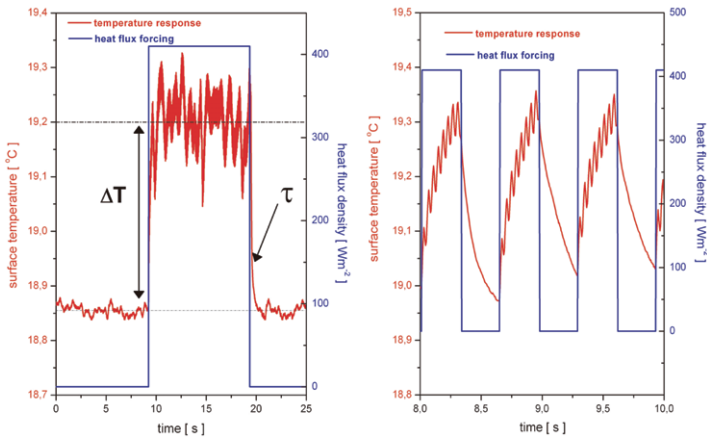 19,4
19,3
19,2
19,1
19,0
18,9
18,8
18,7
surface temperature [ °C ]
temperature response
heat flux forcing
ΔT
τ
400
300
200
100
0
heat flux density [ Wm-2 ]
0 5 10 15 20 25
time [ s ]
19,5
19,4
19,3
19,2
19,1
19,0
18,9
18,8
surface temperature [ °C ]
temperature response
heat flux forcing
500
400
300
200
100
0
heat flux density [ Wm-2 ]
8,0 8,5 9,0 9,5 10,0
time [ s ]